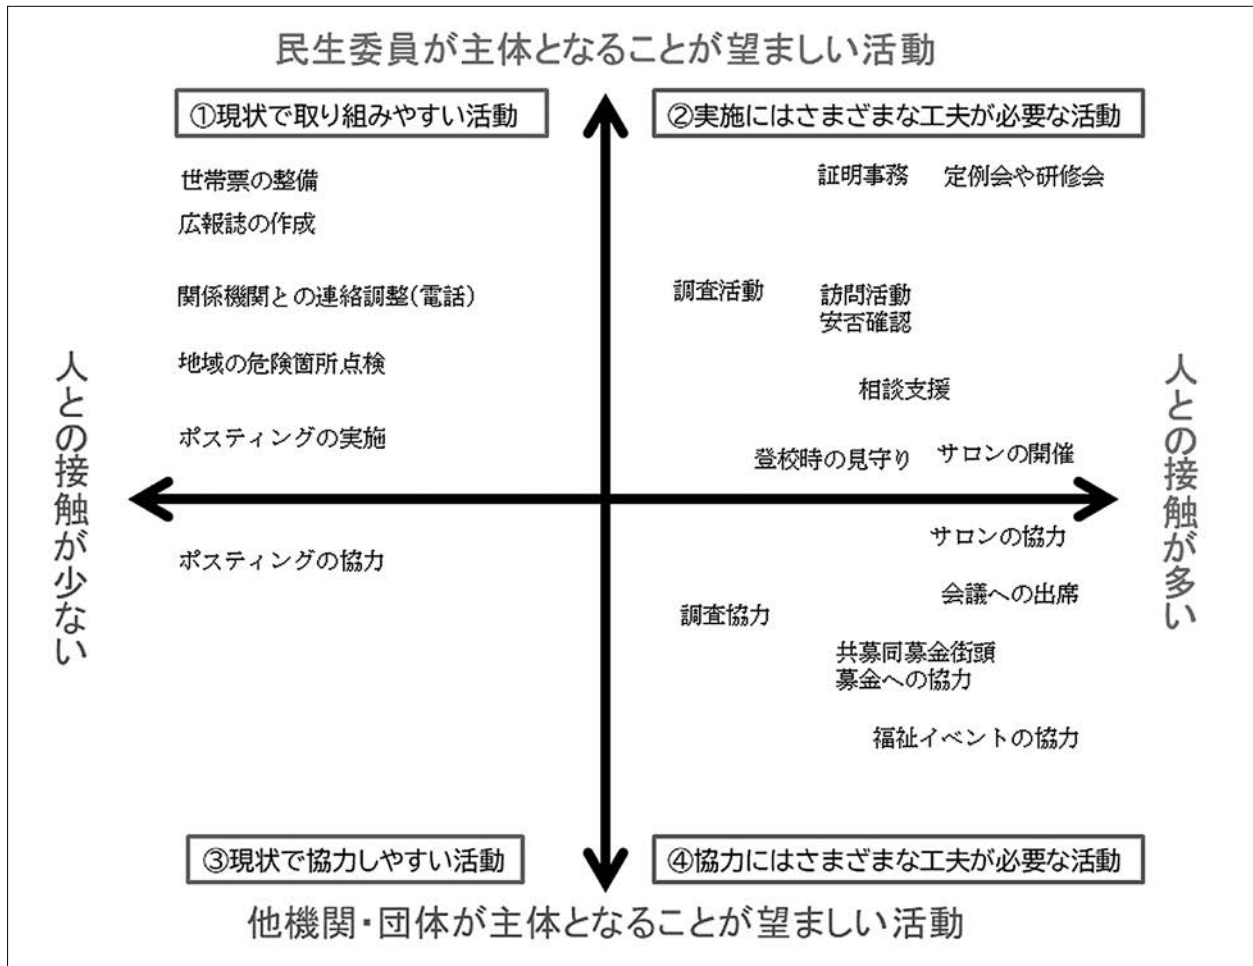 民生委員が主体となることが望ましい活動
①現状で取り組みやすい活動
②実施にはさまざまな工夫が必要な活動
世帯票の整備
広報誌の作成
関係機関との連絡調整(電話)
地域の危険箇所点検
ポスティングの実施
証明事務
定例会や研修会
調査活動
訪問活動
安否確認
相談支援
登校時の見守り
サロンの開催
人との接触が少ない
人との接触が多い
ポスティングの協力
サロンの協力
会議への出席
調査協力
共募同募金街頭
募金への協力
福祉イベントの協力
③現状で協力しやすい活動
④協力にはさまざまな工夫が必要な活動
他機関・団体が主体となることが望ましい活動